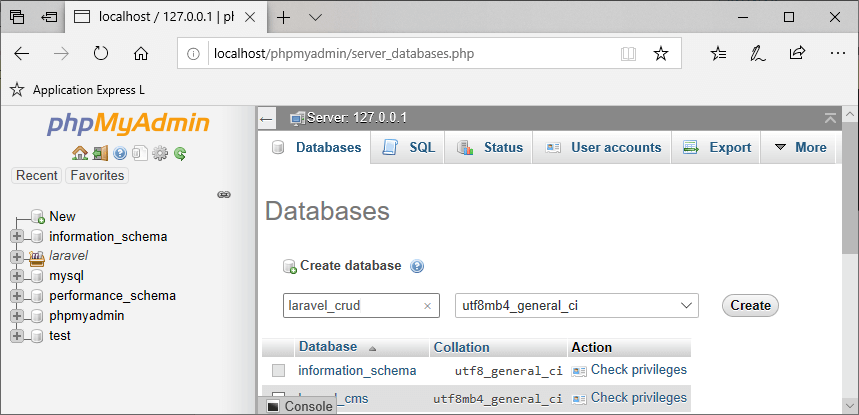 localhost / 127.0.0.1 | pl
localhost/phpmyadmin/server_databases.php
Application Express L
phpMyAdmin
Recent Favorites
New
information_schema
laravel
mysql
performance_schema
phpmyadmin
test
Server: 127.0.0.1
Databases SQL Status User accounts Export More
Databases
Create database
laravel_crud utf8mb4_general_ci Create
Database Collation Action
information_schema utf8_general_ci Check privileges
_cms utf8mb4_general_ci Check privileges
Console